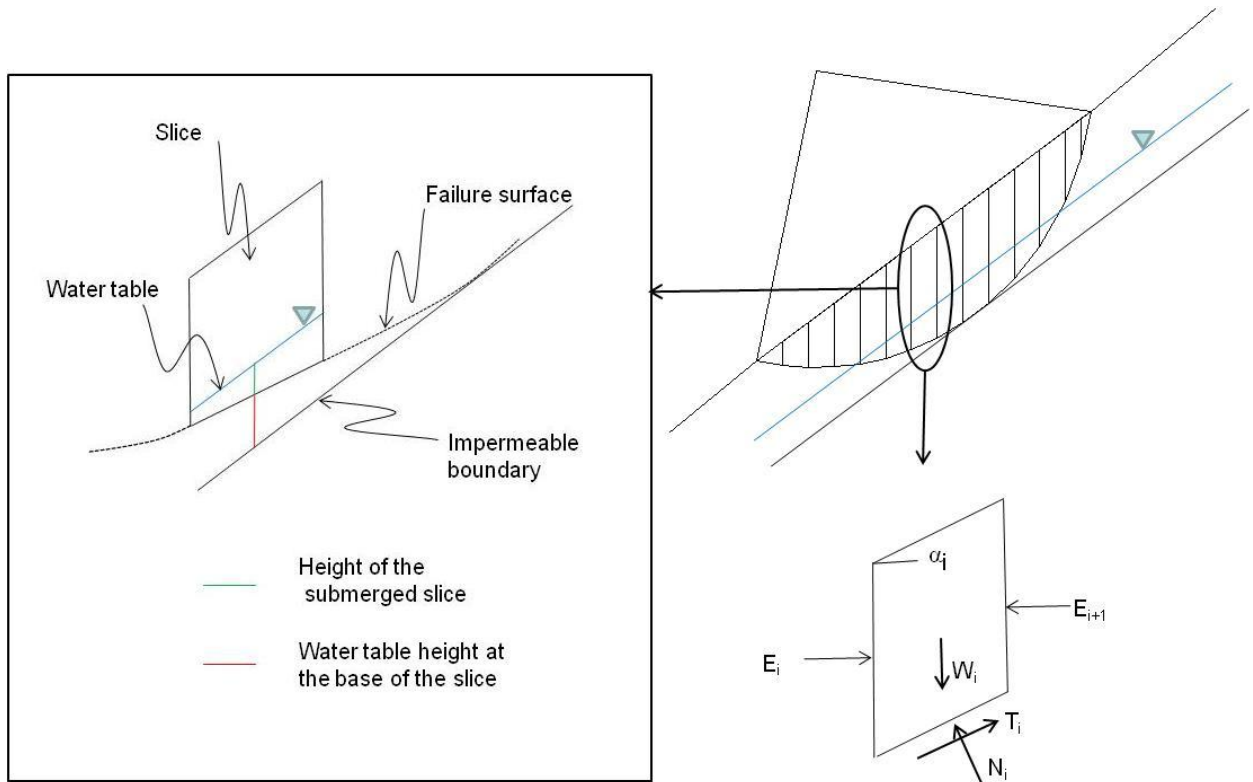 Slice
Failure surface
Water table
Impermeable
boundary
Height of the
submerged slice
Water table height at
the base of the slice
αi
Ei+1
Ei
Wi
Ti
Ni